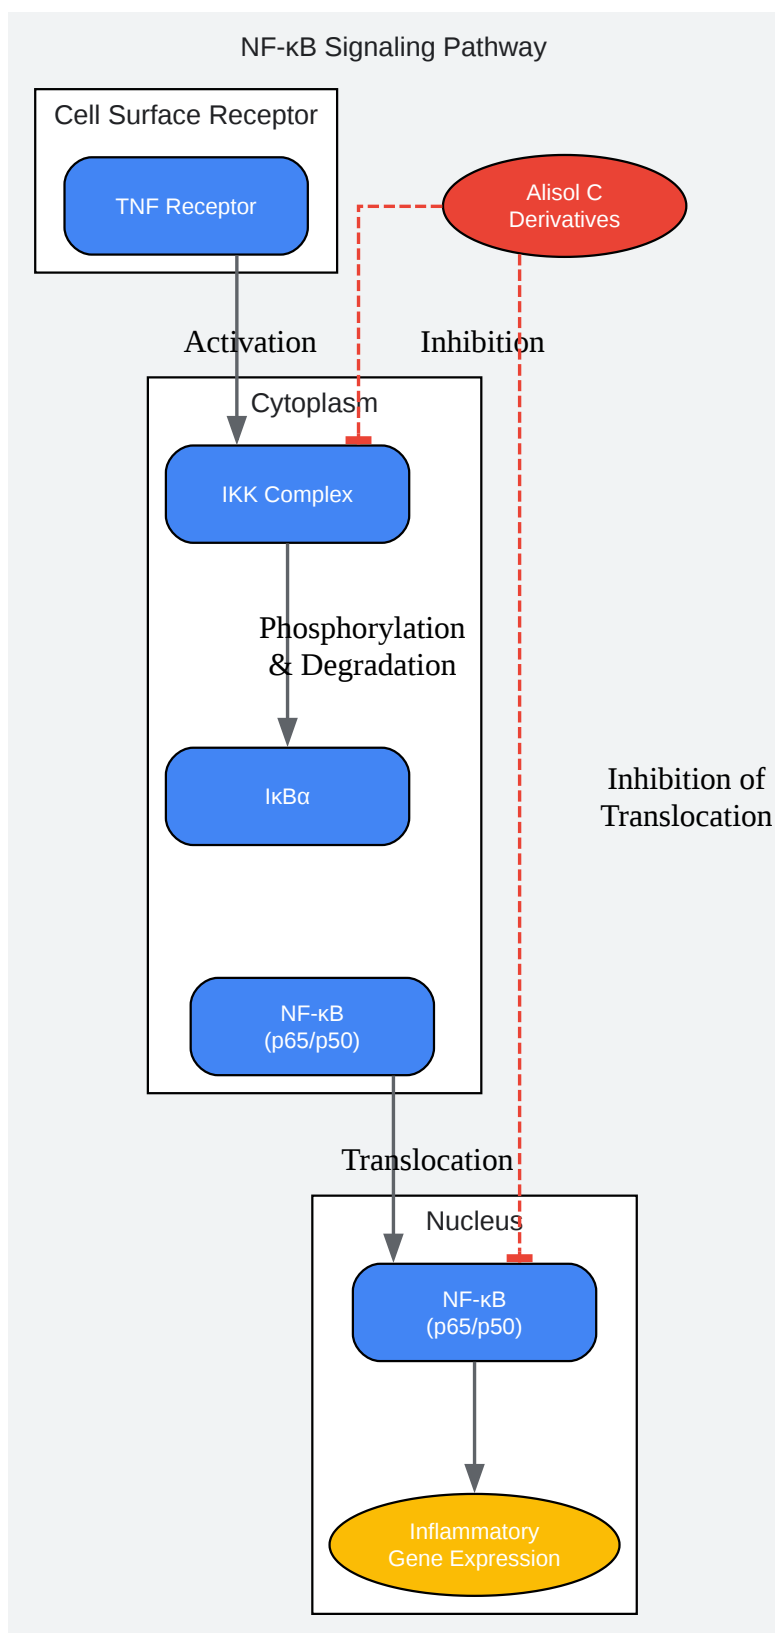 NF-κB Signaling Pathway
Cell Surface Receptor
TNF Receptor
Alisol C
Derivatives
Activation
Inhibition
Cytoplasm
IKK Complex
Phosphorylation
& Degradation
IκBα
Inhibition of
Translocation
NF-κB
(p65/p50)
Translocation
Nucleus
NF-κB
(p65/p50)
Inflammatory
Gene Expression